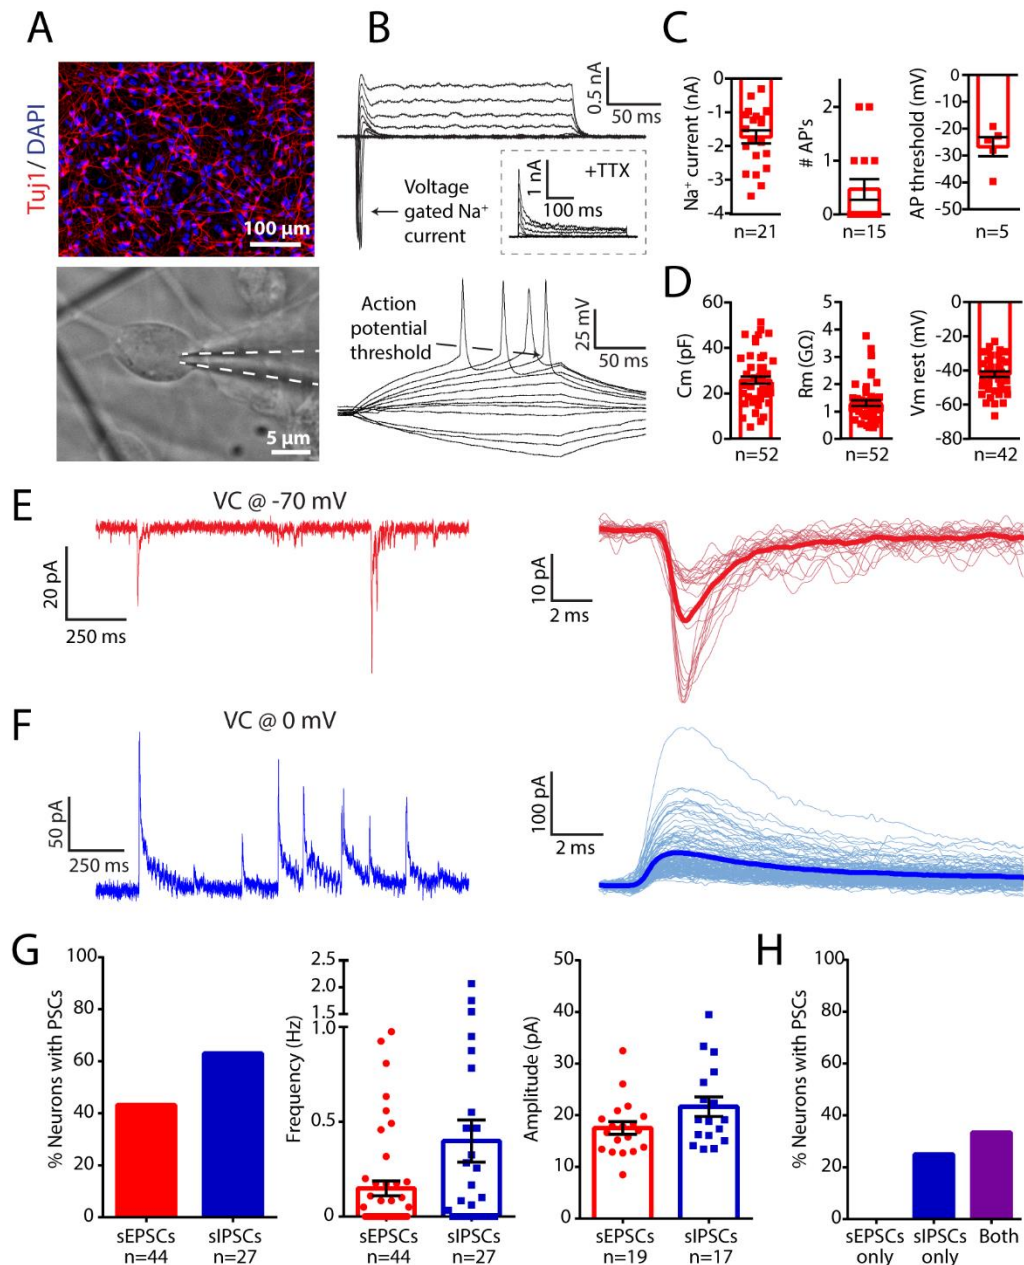 A
Tuj1 / DAPI
100 µm
5 µm
B
0.5 nA
50 ms
Voltage
gated Na⁺
current
+TTX
1 nA
100 ms
Action
potential
threshold
25 mV
50 ms
C
Na⁺ current (nA)
0
-1
-2
-3
-4
n=21
# AP's
2
1
0
n=15
AP threshold (mV)
0
-10
-20
-30
-40
-50
n=5
D
Cm (pF)
60
40
20
0
n=52
Rm (GΩ)
5
4
3
2
1
0
n=52
Vm rest (mV)
0
-20
-40
-60
-80
n=42
E
VC @ -70 mV
20 pA
250 ms
10 pA
2 ms
F
VC @ 0 mV
50 pA
250 ms
100 pA
2 ms
G
% Neurons with PSCs
100
80
60
40
20
0
sEPSCs
n=44
sIPSCs
n=27
Frequency (Hz)
2.5
2.0
1.5
1.0
0.5
0
sEPSCs
n=44
sIPSCs
n=27
Amplitude (pA)
50
40
30
20
10
0
sEPSCs
n=19
sIPSCs
n=17
H
% Neurons with PSCs
100
80
60
40
20
0
sEPSCs
only
sIPSCs
only
Both